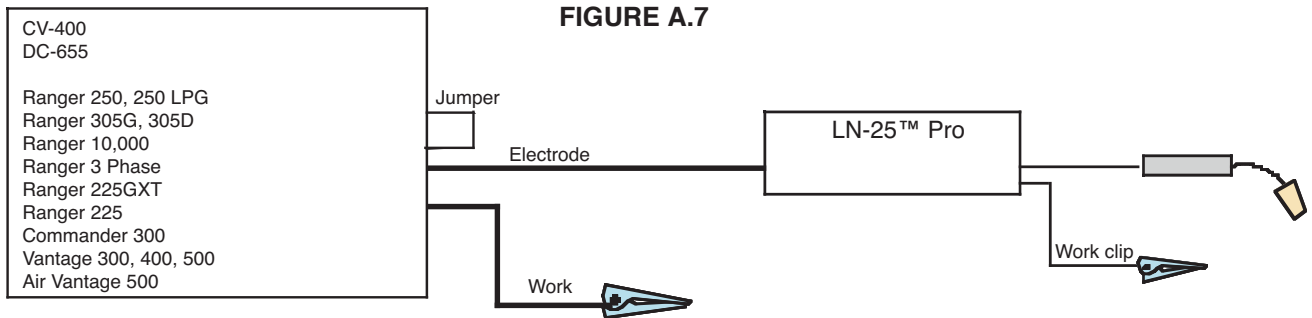 FIGURE A.7
CV-400
DC-655
Ranger 250, 250 LPG
Ranger 305G, 305D
Ranger 10,000
Ranger 3 Phase
Ranger 225GXT
Ranger 225
Commander 300
Vantage 300, 400, 500
Air Vantage 500
Jumper
Electrode
LN-25™ Pro
Work clip
Work